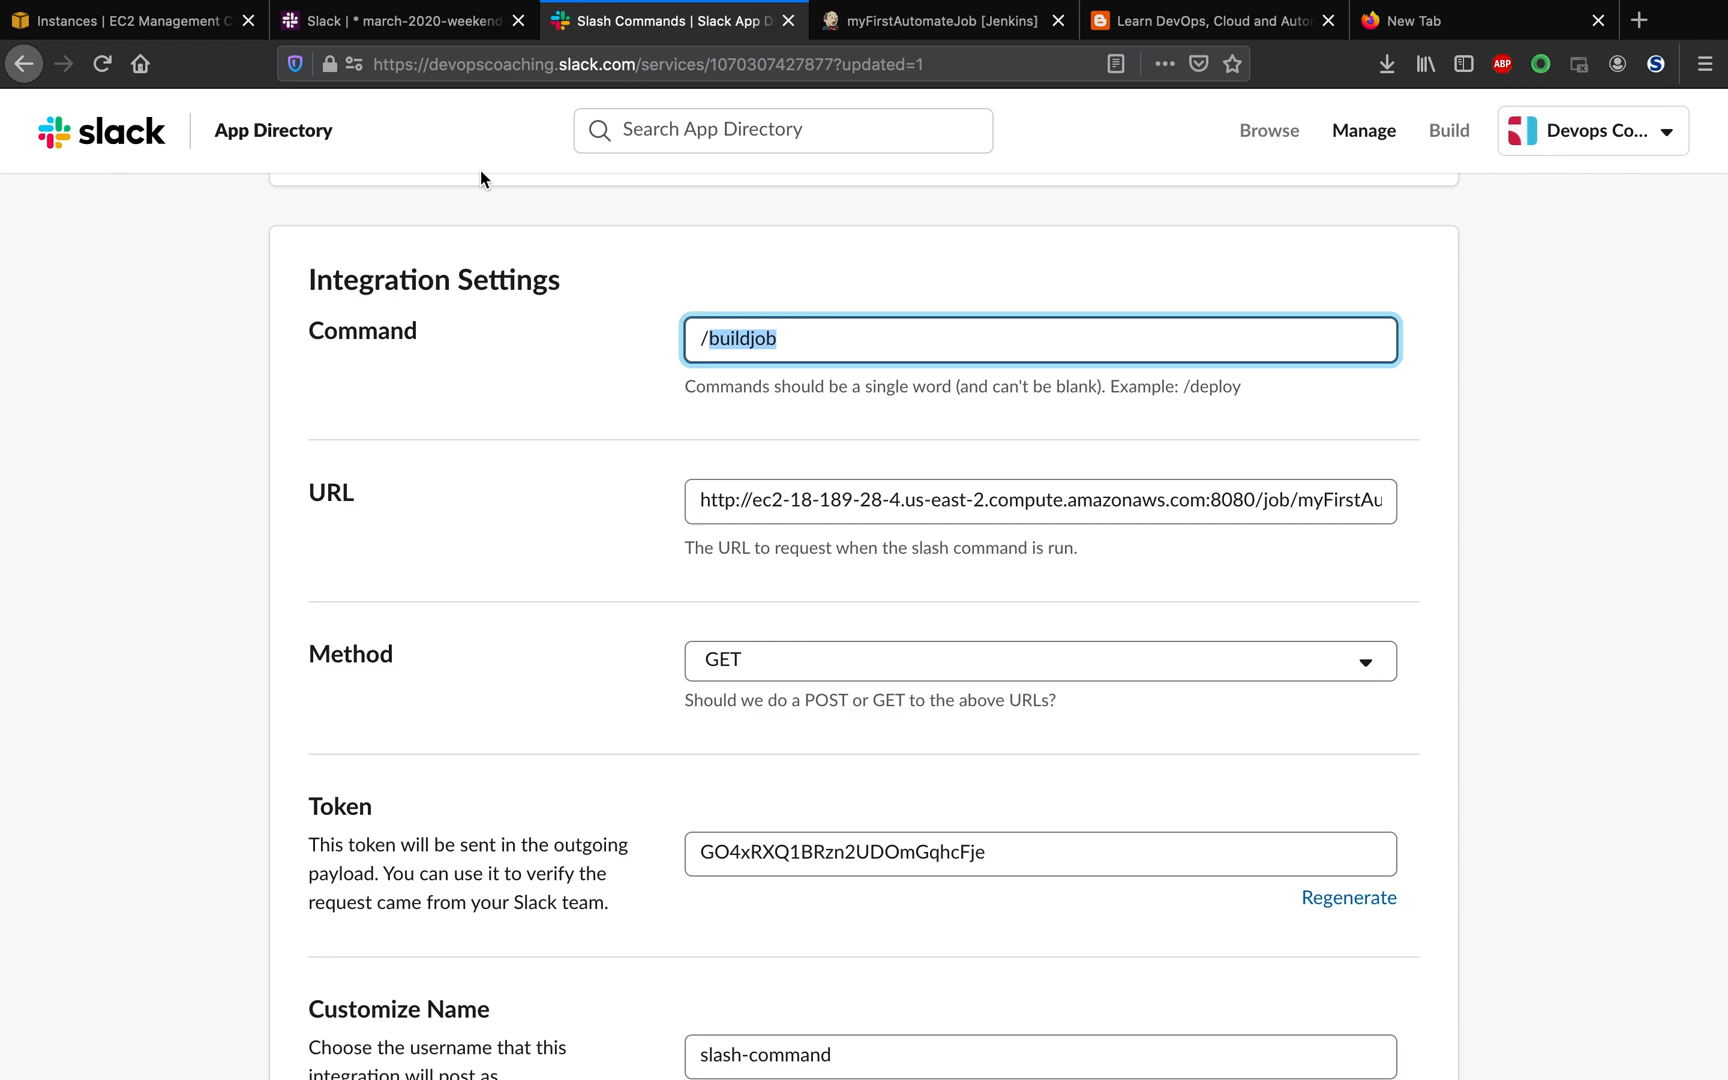 Instances | EC2 Management C
Slack | * march-2020-weekend
Slash Commands | Slack App D
myFirstAutomateJob [Jenkins]
Learn DevOps, Cloud and Auto
New Tab
https://devopscoaching.slack.com/services/1070307427877?updated=1
ABP
S
slack
App Directory
Search App Directory
Browse
Manage
Build
Devops Co...
Integration Settings
Command
/buildjob
Commands should be a single word (and can't be blank). Example: /deploy
URL
http://ec2-18-189-28-4.us-east-2.compute.amazonaws.com:8080/job/myFirstAu
The URL to request when the slash command is run.
Method
GET
Should we do a POST or GET to the above URLs?
Token
This token will be sent in the outgoing
payload. You can use it to verify the
request came from your Slack team.
GO4xRXQ1BRzn2UDOmGqhcFje
Regenerate
Customize Name
Choose the username that this
integration will post as.
slash-command